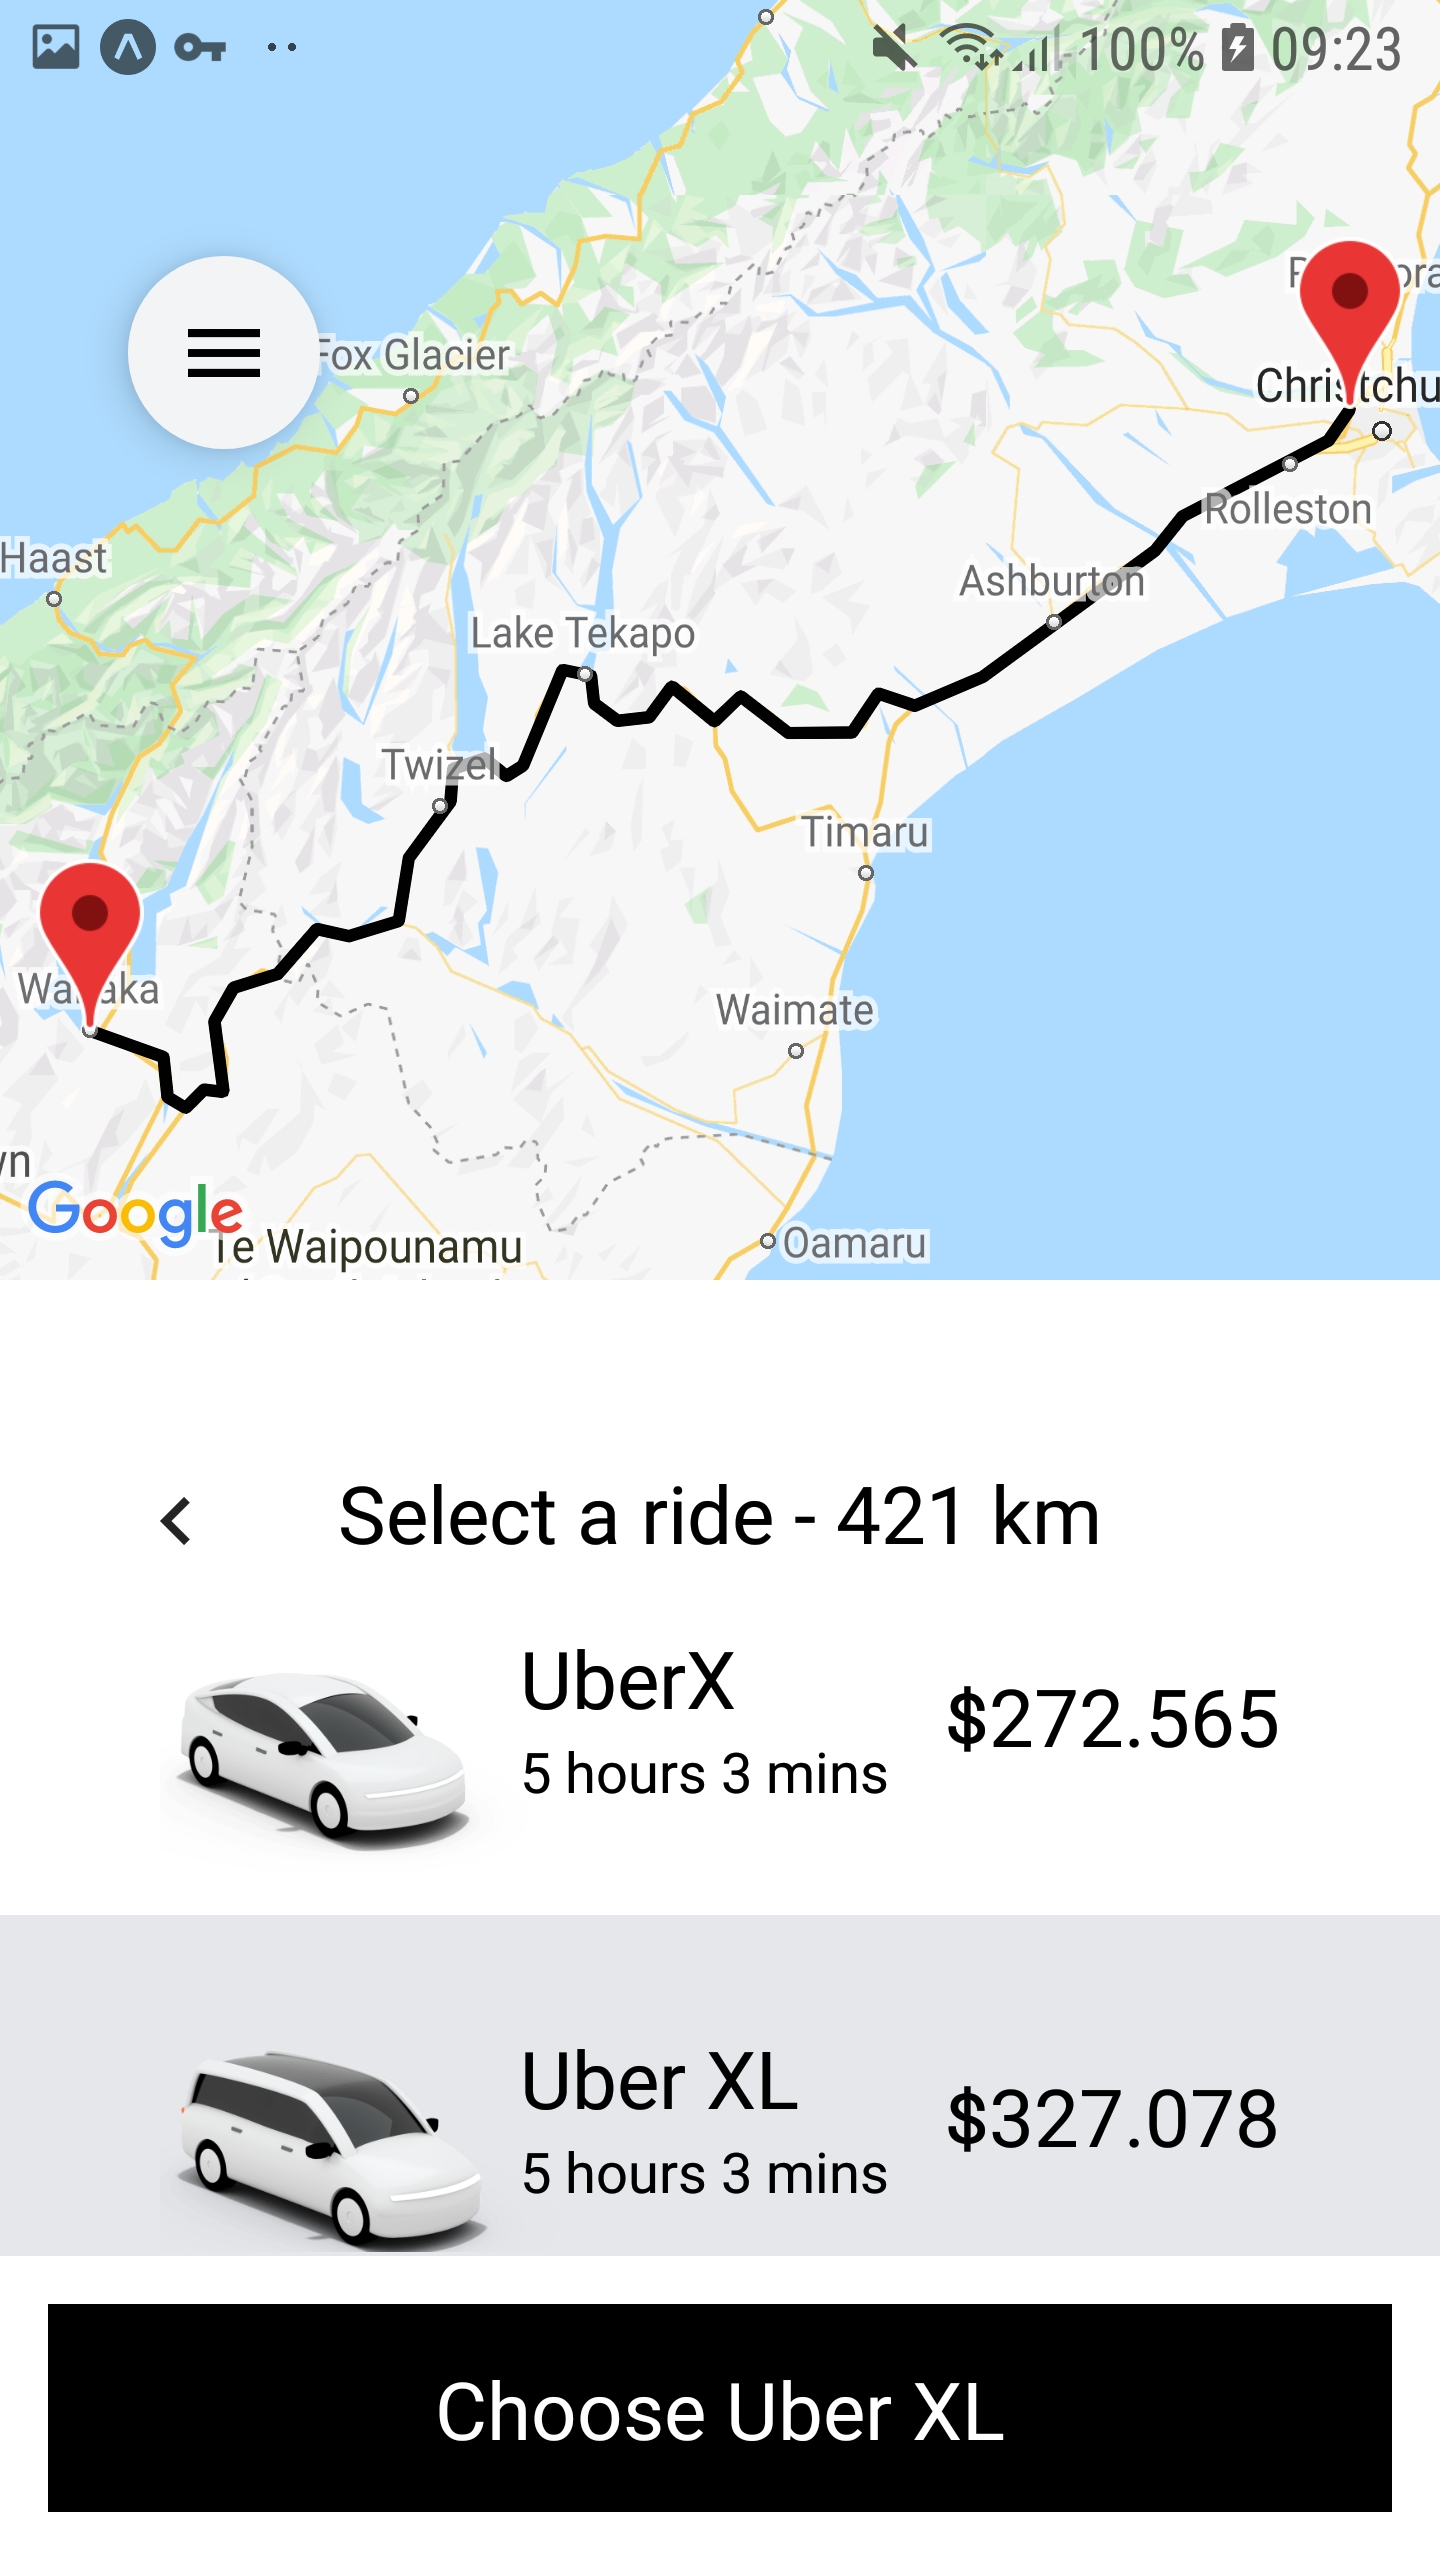 100% 09:23
Fox Glacier
Haast
Rolleston
Ashburton
Lake Tekapo
Twizel
Timaru
Waimate
Google
Te Waipounamu
Oamaru
Select a ride - 421 km
UberX
$272.565
5 hours 3 mins
Uber XL
$327.078
5 hours 3 mins
Choose Uber XL